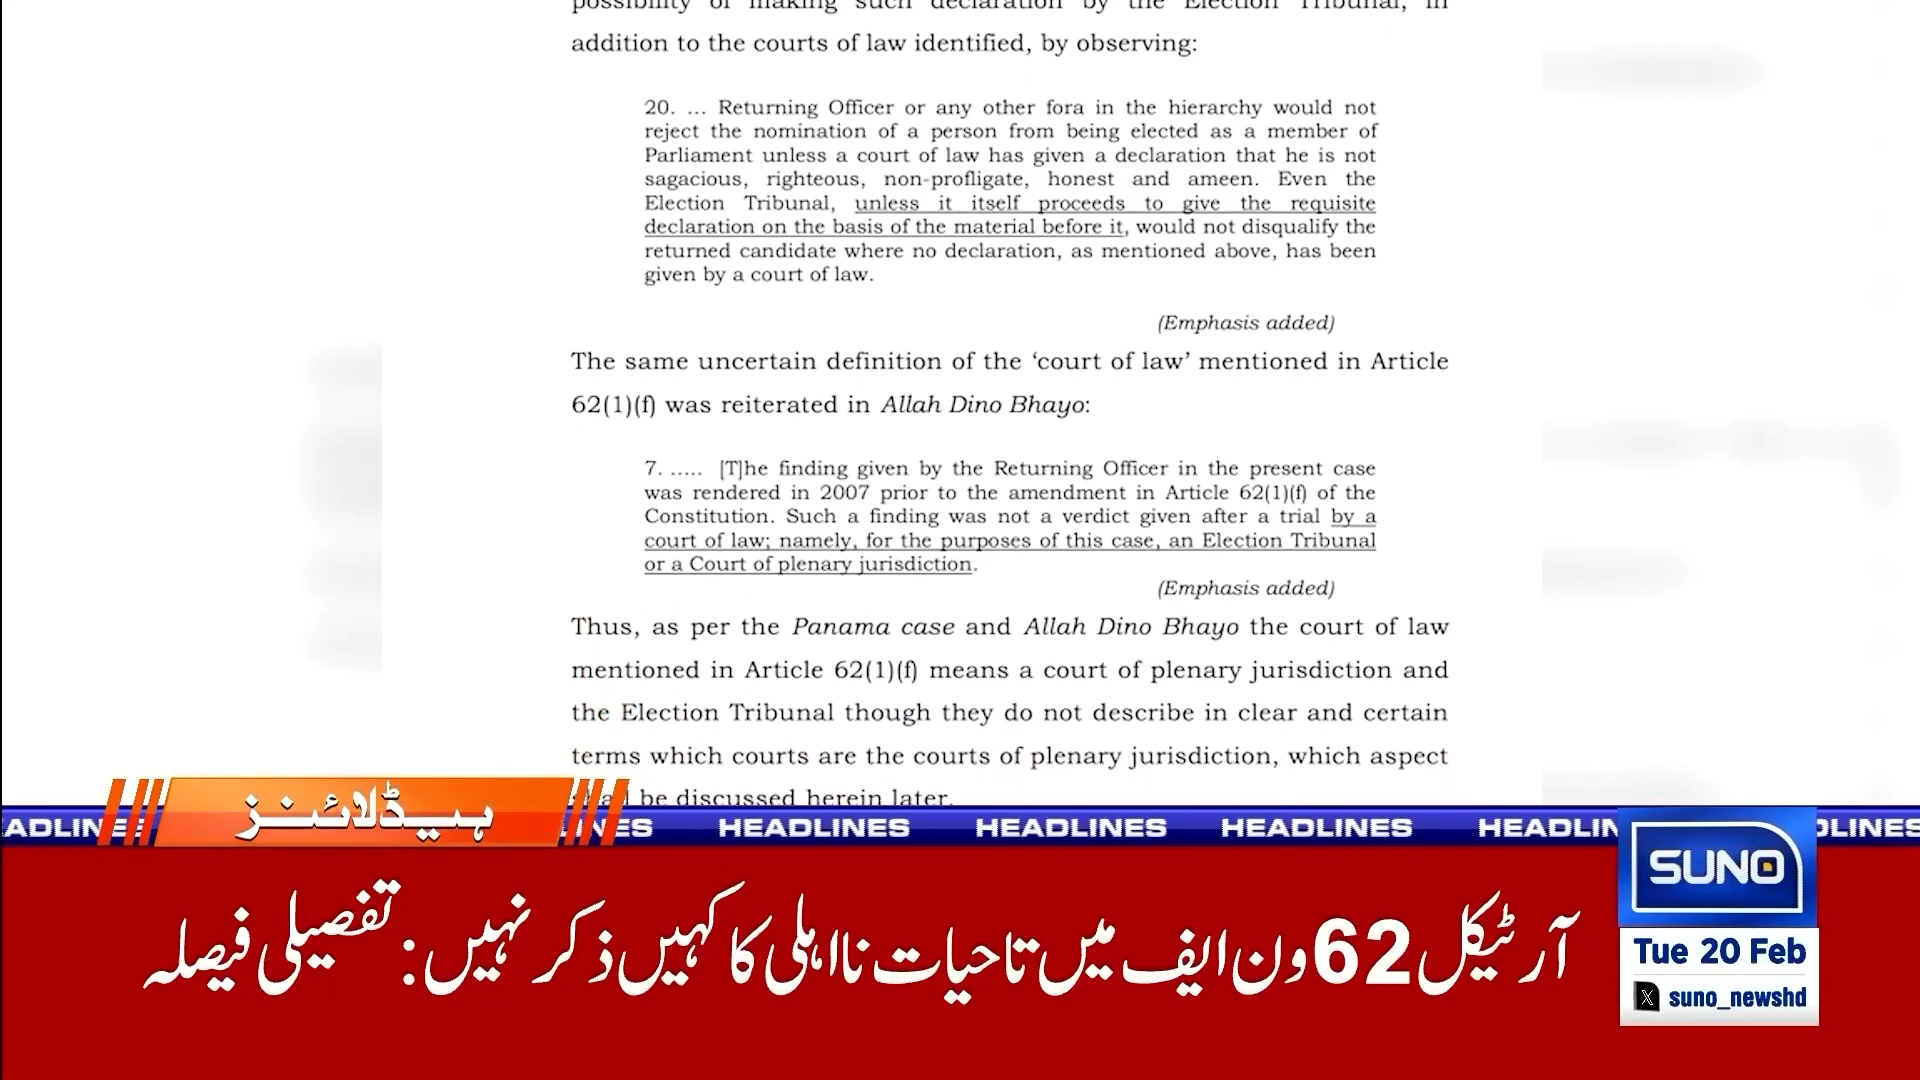 possibility of making such declaration by the Election Tribunal, in
addition to the courts of law identified, by observing:
20. ... Returning Officer or any other fora in the hierarchy would not
reject the nomination of a person from being elected as a member of
Parliament unless a court of law has given a declaration that he is not
sagacious, righteous, non-profligate, honest and ameen. Even the
Election Tribunal, unless it itself proceeds to give the requisite
declaration on the basis of the material before it, would not disqualify the
returned candidate where no declaration, as mentioned above, has been
given by a court of law.
(Emphasis added)
The same uncertain definition of the ‘court of law’ mentioned in Article
62(1)(f) was reiterated in Allah Dino Bhayo:
7. ..... [T]he finding given by the Returning Officer in the present case
was rendered in 2007 prior to the amendment in Article 62(1)(f) of the
Constitution. Such a finding was not a verdict given after a trial by a
court of law; namely, for the purposes of this case, an Election Tribunal
or a Court of plenary jurisdiction.
(Emphasis added)
Thus, as per the Panama case and Allah Dino Bhayo the court of law
mentioned in Article 62(1)(f) means a court of plenary jurisdiction and
the Election Tribunal though they do not describe in clear and certain
terms which courts are the courts of plenary jurisdiction, which aspect
shall be discussed herein later.
ہیڈلائنز
HEADLINES HEADLINES HEADLINES
SUNO
آرٹیکل 62 ون ایف میں تاحیات نااہلی کا کہیں ذکر نہیں: تفصیلی فیصلہ
Tue 20 Feb
suno_newshd